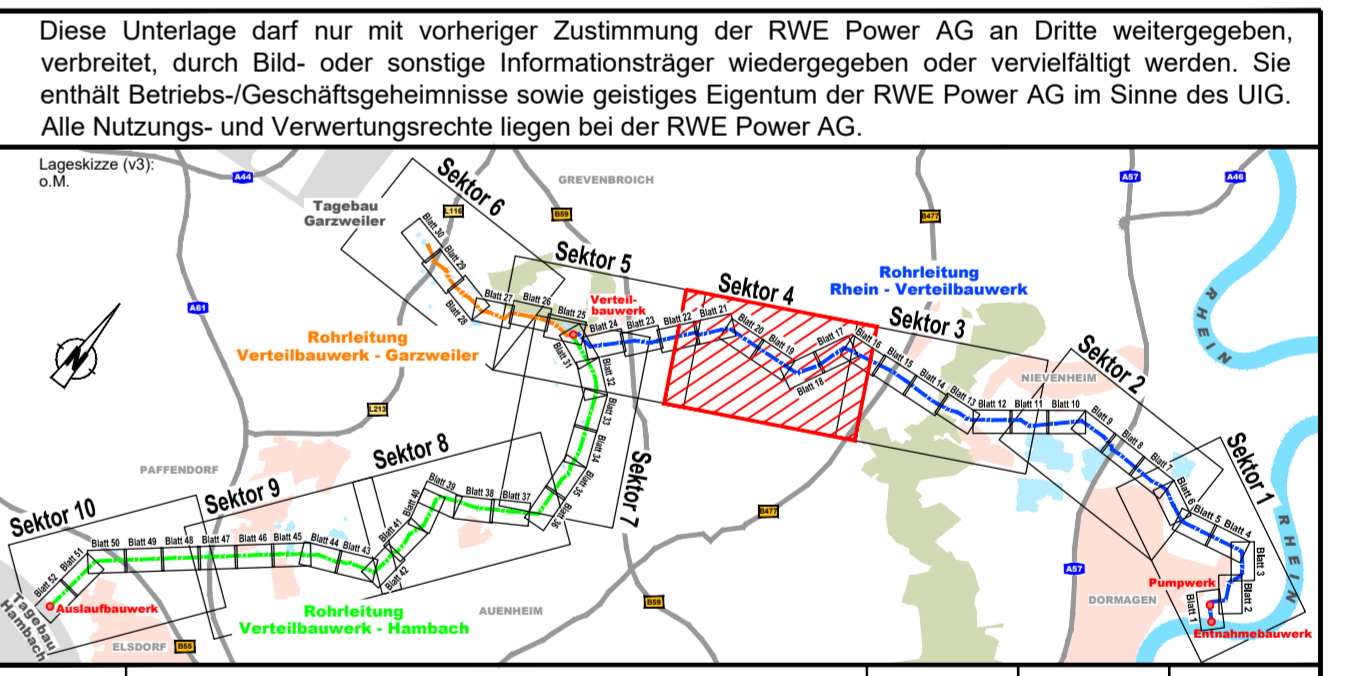 Diese Unterlage darf nur mit vorheriger Zustimmung der RWE Power AG an Dritte weitergegeben,
verbreitet, durch Bild- oder sonstige Informationsträger wiedergegeben oder vervielfältigt werden. Sie
enthält Betriebs-/Geschäftsgeheimnisse sowie geistiges Eigentum der RWE Power AG im Sinne des UIG.
Alle Nutzungs- und Verwertungsrechte liegen bei der RWE Power AG.
Lageskizze (v3):
o.M.
A44
Tagebau
Garzweiler
L116
Sektor 6
GREVENBROICH
B59
B477
A57
A46
RHEIN
Blatt 30
Blatt 29
Blatt 28
Blatt 27
Blatt 26
Blatt 25
Sektor 5
Verteil-
bauwerk
Sektor 4
Rohrleitung
Rhein - Verteilbauwerk
A61
Rohrleitung
Verteilbauwerk - Garzweiler
Blatt 24
Blatt 23
Blatt 22
Blatt 21
Blatt 20
Blatt 19
Blatt 18
Blatt 17
Blatt 16
Blatt 15
Blatt 14
Blatt 13
Sektor 3
Blatt 12
Blatt 11
Blatt 10
NIEVENHEIM
Sektor 2
Blatt 9
Blatt 8
Blatt 7
Blatt 6
Blatt 5
Blatt 4
Sektor 1
Blatt 3
Blatt 2
Blatt 1
RHEIN
L213
Blatt 31
Blatt 32
Blatt 33
Blatt 34
Blatt 35
Blatt 36
Sektor 7
Sektor 8
Blatt 37
Blatt 38
Blatt 39
Blatt 40
Blatt 41
Blatt 42
PAFFENDORF
Sektor 9
Blatt 43
Blatt 44
Blatt 45
Blatt 46
Blatt 47
Blatt 48
Blatt 49
Blatt 50
Sektor 10
Blatt 51
Blatt 52
B477
A57
Pumpwerk
DORMAGEN
Entnahmebauwerk
Auslaufbauwerk
Tagebau
Hambach
Rohrleitung
Verteilbauwerk - Hambach
AUENHEIM
B59
ELSDORF
B55